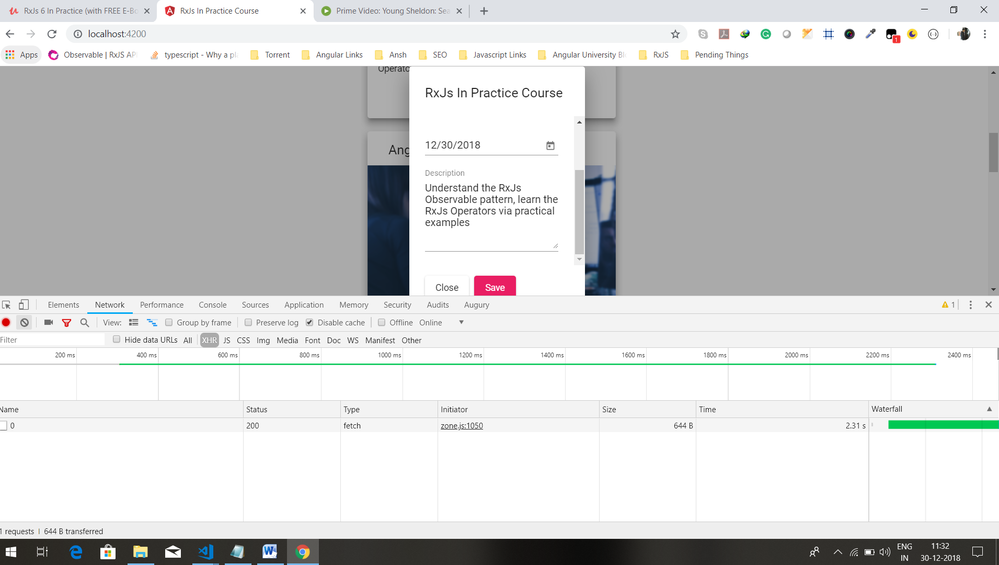 RxJs 6 In Practice (with FREE E-Bo
RxJs In Practice Course
Prime Video: Young Sheldon: Sea
localhost:4200
1
Apps
Observable | RxJS AP
typescript - Why a pl
Torrent
Angular Links
Ansh
SEO
Javascript Links
Angular University Bl
RxJS
Pending Things
Operato
RxJs In Practice Course
12/30/2018
Ang
Description
Understand the RxJs
Observable pattern, learn the
RxJs Operators via practical
examples
Close
Save
Elements
Network
Performance
Console
Sources
Application
Memory
Security
Audits
Augury
1
View:
Group by frame
Preserve log
Disable cache
Offline
Online
Filter
Hide data URLs
All
XHR
JS
CSS
Img
Media
Font
Doc
WS
Manifest
Other
200 ms
400 ms
600 ms
800 ms
1000 ms
1200 ms
1400 ms
1600 ms
1800 ms
2000 ms
2200 ms
2400 ms
Name
Status
Type
Initiator
Size
Time
Waterfall
0
200
fetch
zone.js:1050
644 B
2.31 s
1 requests
644 B transferred
ENG
IN
11:32
30-12-2018